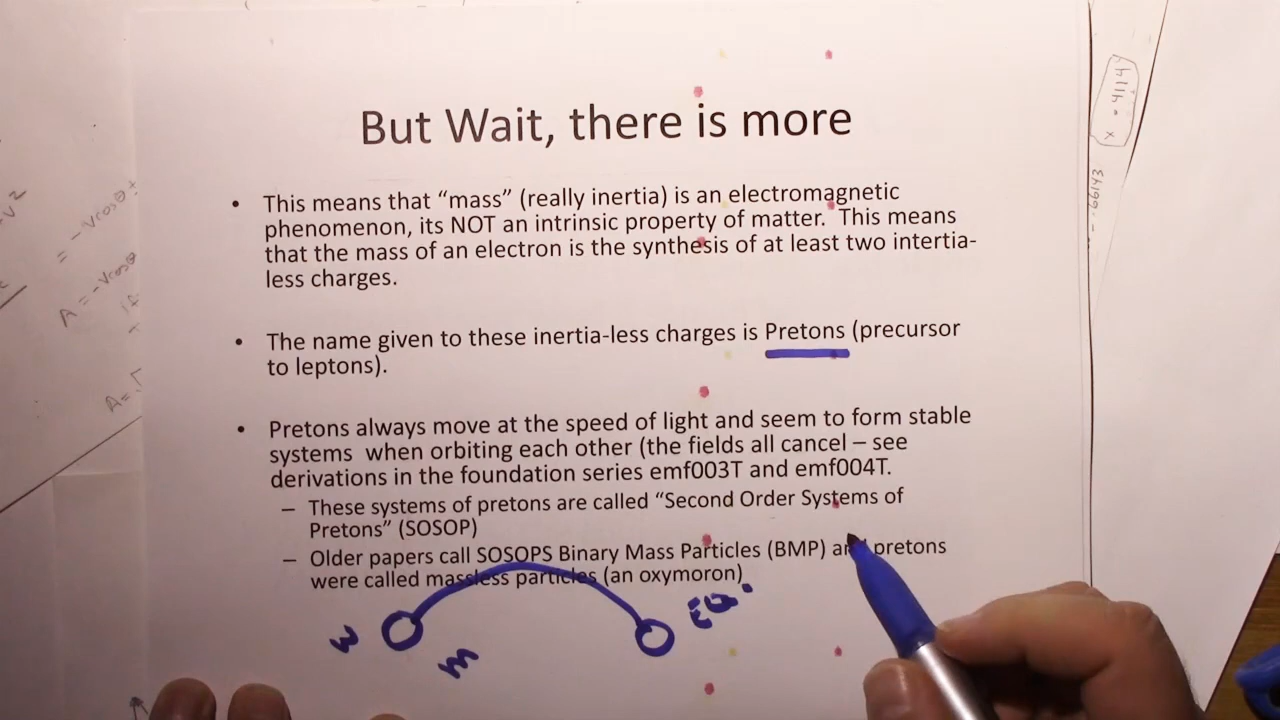 But Wait, there is more
• This means that “mass” (really inertia) is an electromagnetic
phenomenon, its NOT an intrinsic property of matter. This means
that the mass of an electron is the synthesis of at least two intertia-
less charges.
• The name given to these inertia-less charges is Pretons (precursor
to leptons).
• Pretons always move at the speed of light and seem to form stable
systems when orbiting each other (the fields all cancel – see
derivations in the foundation series emf003T and emf004T.
– These systems of pretons are called “Second Order Systems of
Pretons” (SOSOP)
– Older papers call SOSOPS Binary Mass Particles (BMP) and pretons
were called massless particles (an oxymoron)
= -vcosθ+
A = -vcosθ
A=